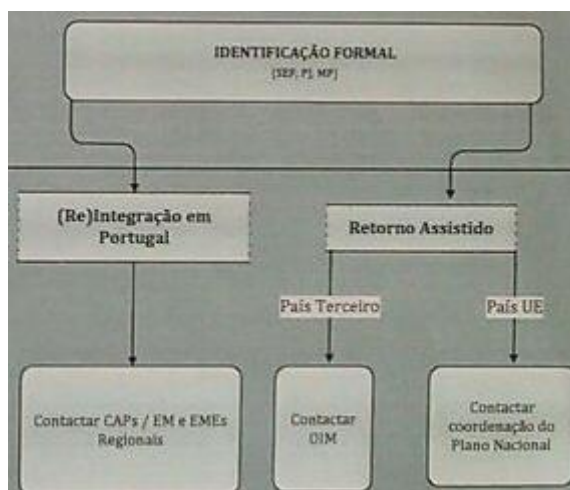 IDENTIFICAÇÃO FORMAL
[SEF, PJ, MP]
(Re)Integração em
Portugal
Retorno Assistido
País Terceiro
País UE
Contactar CAPs / EM e EMEs
Regionais
Contactar
OIM
Contactar
coordenação do
Plano Nacional